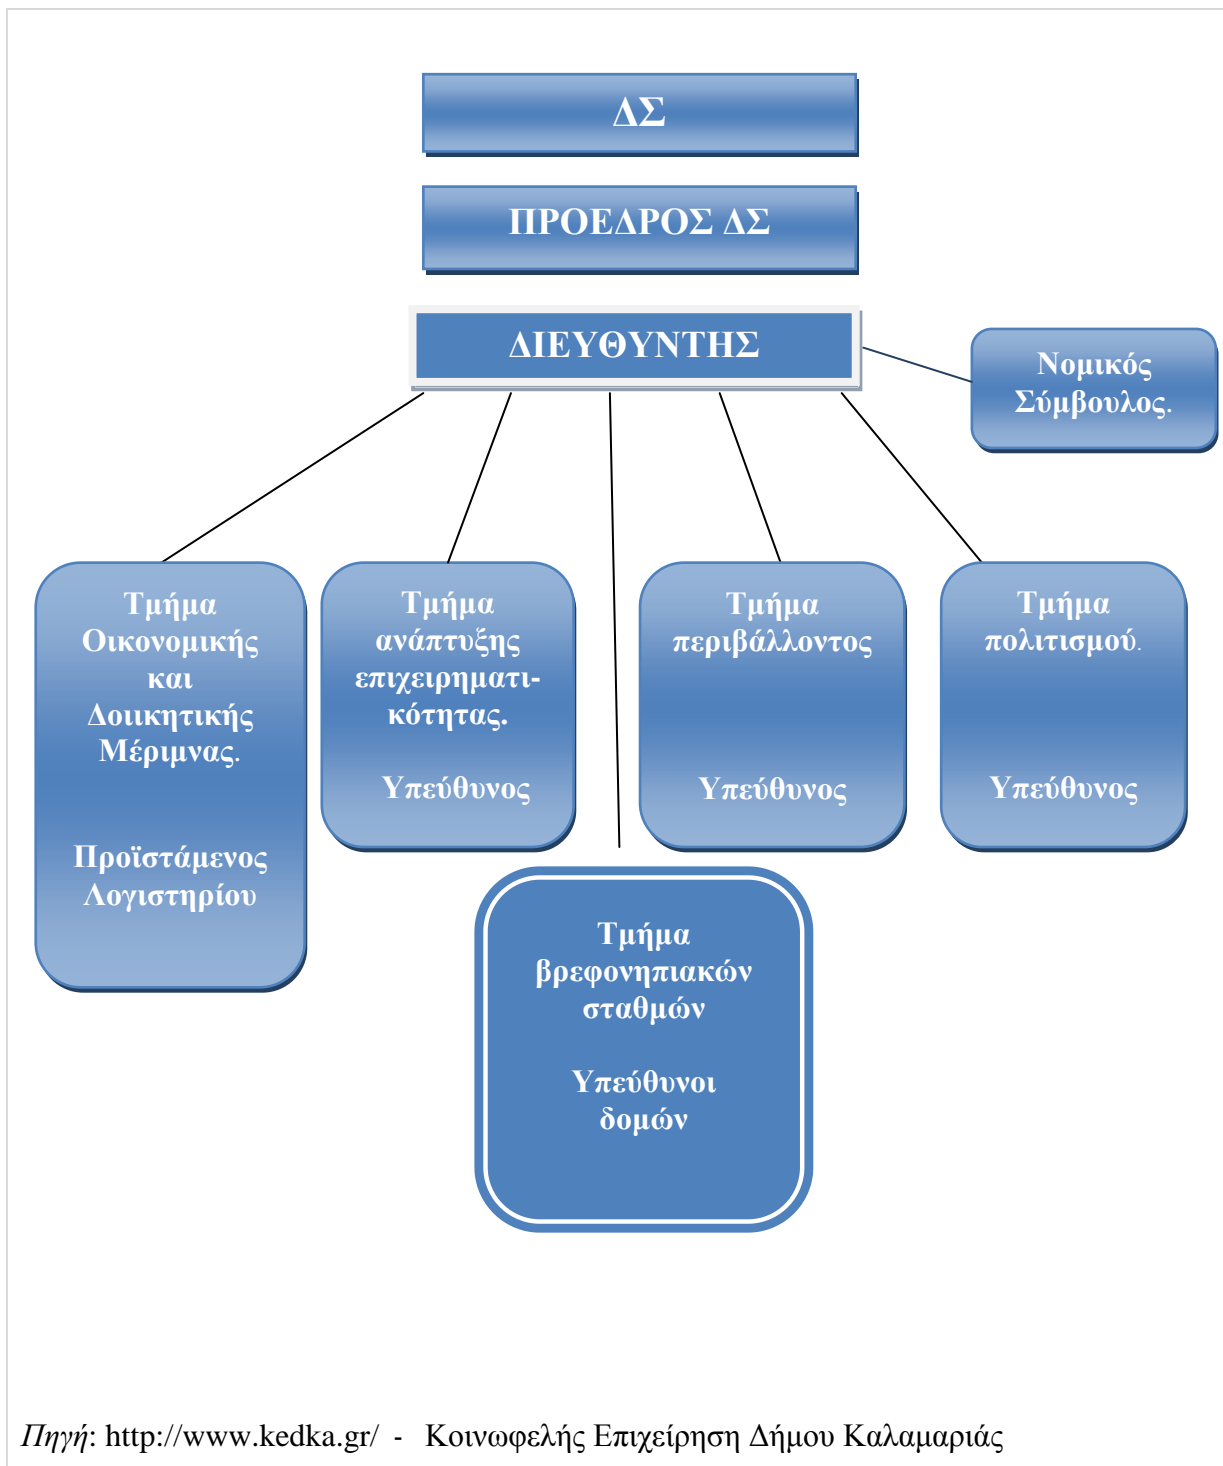 ΔΣ
ΠΡΟΕΔΡΟΣ ΔΣ
ΔΙΕΥΘΥΝΤΗΣ
Νομικός
Σύμβουλος.
Τμήμα
Οικονομικής
και
Δοιικητικής
Μέριμνας.
Προϊστάμενος
Λογιστηρίου
Τμήμα
ανάπτυξης
επιχειρηματι-
κότητας.
Υπεύθυνος
Τμήμα
περιβάλλοντος
Υπεύθυνος
Τμήμα
πολιτισμού.
Υπεύθυνος
Τμήμα
βρεφονηπιακών
σταθμών
Υπεύθυνοι
δομών
Πηγή: http://www.kedka.gr/ - Κοινωφελής Επιχείρηση Δήμου Καλαμαριάς